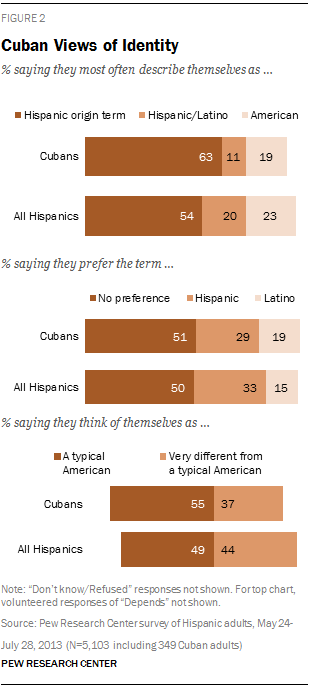 FIGURE 2
Cuban Views of Identity
% saying they most often describe themselves as ...
Hispanic origin term Hispanic/Latino American
Cubans 63 11 19
All Hispanics 54 20 23
% saying they prefer the term ...
No preference Hispanic Latino
Cubans 51 29 19
All Hispanics 50 33 15
% saying they think of themselves as ...
A typical American
Very different from a typical American
Cubans 55 37
All Hispanics 49 44
Note: “Don’t know/Refused” responses not shown. For top chart,
volunteered responses of “Depends” not shown.
Source: Pew Research Center survey of Hispanic adults, May 24-
July 28, 2013 (N=5,103 including 349 Cuban adults)
PEW RESEARCH CENTER